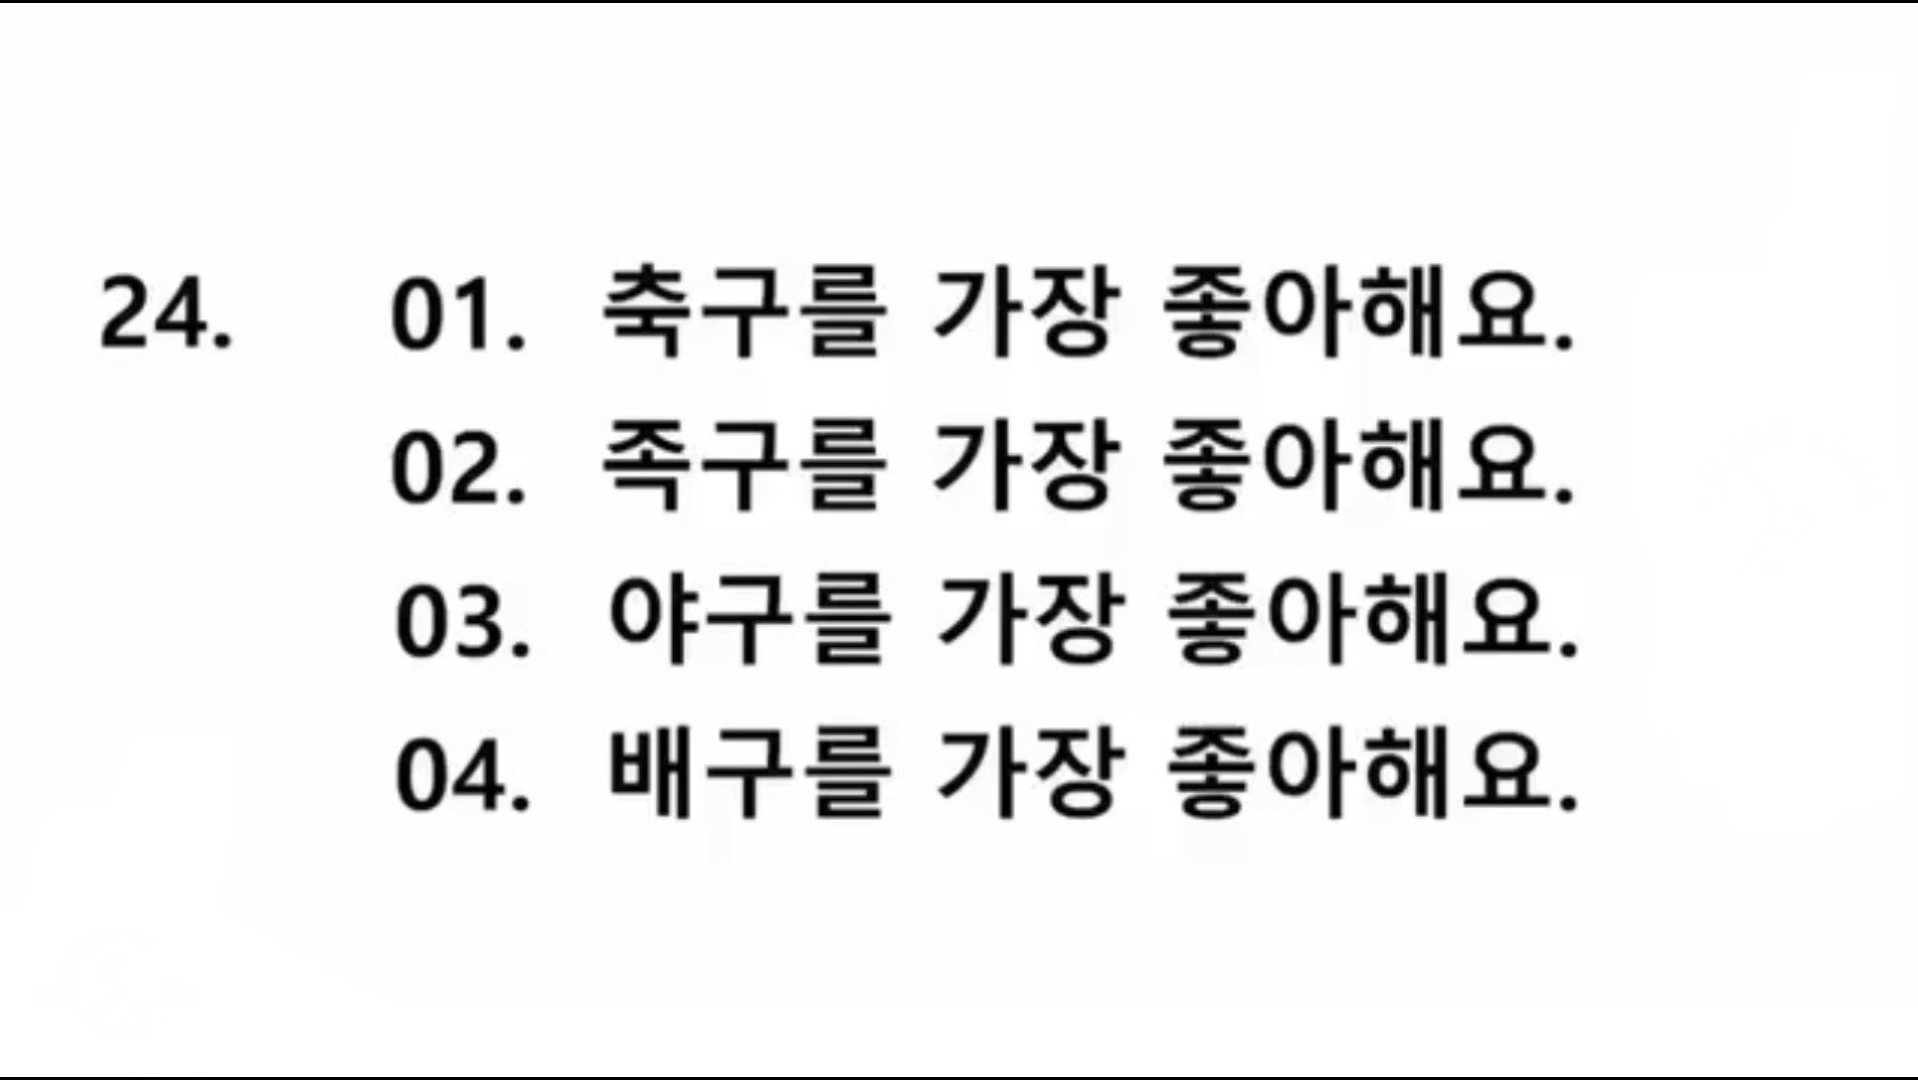 24. 01. 축구를 가장 좋아해요.
02. 족구를 가장 좋아해요.
03. 야구를 가장 좋아해요.
04. 배구를 가장 좋아해요.